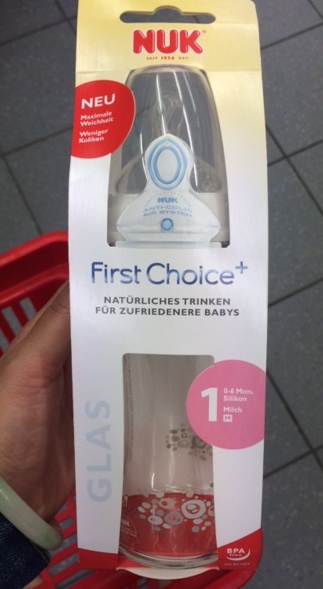 NUK
SEIT 1956 EST
NEU
Maximale
Weichheit
Weniger
Koliken
NUK
ANTI-COLIC
AIR SYSTEM
First Choice+
NATÜRLICHES TRINKEN
FÜR ZUFRIEDENERE BABYS
1
0-6 Mon.
Silikon
Milch
M
GLAS
BPA